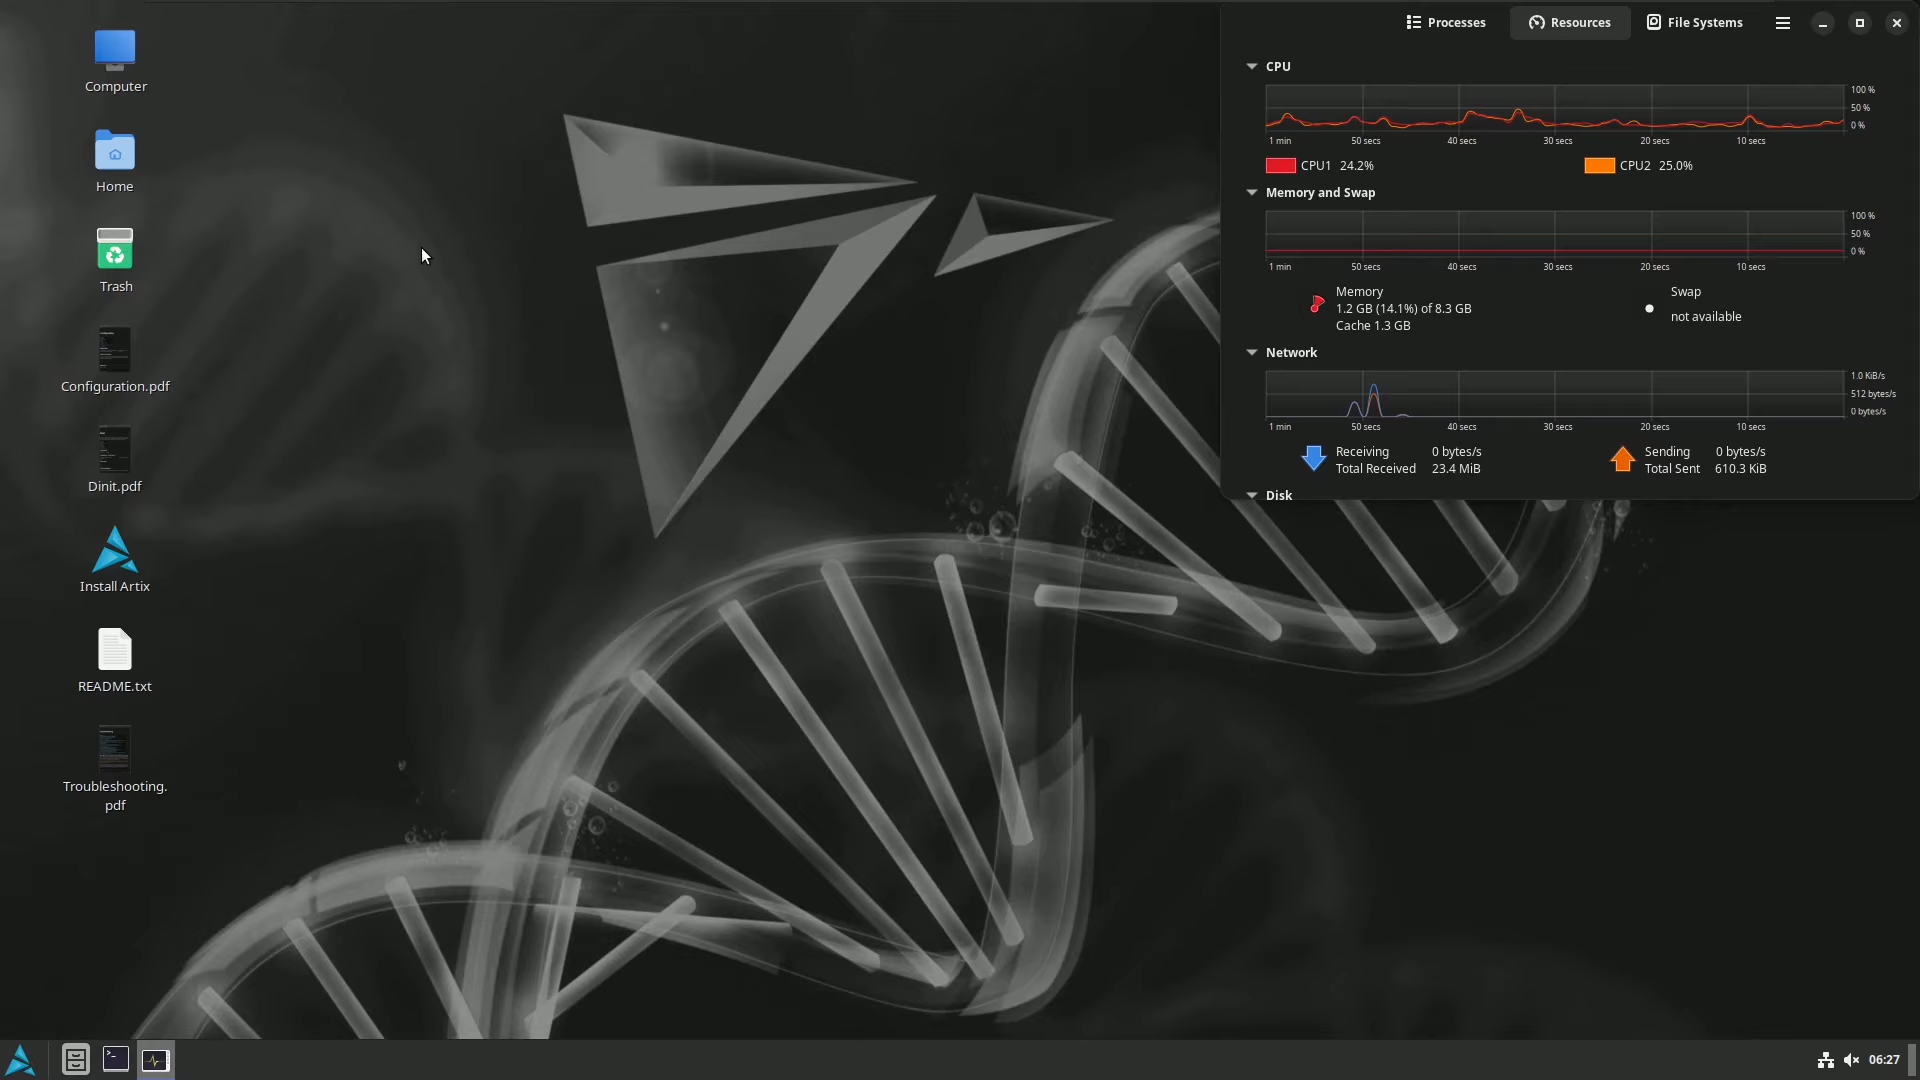 Computer
Home
Trash
Configuration.pdf
Dinit.pdf
Install Artix
README.txt
Troubleshooting.
pdf
Processes
Resources
File Systems
CPU
100 %
50 %
0 %
1 min 50 secs 40 secs 30 secs 20 secs 10 secs
CPU1 24.2% CPU2 25.0%
Memory and Swap
100 %
50 %
0 %
1 min 50 secs 40 secs 30 secs 20 secs 10 secs
Memory
1.2 GB (14.1%) of 8.3 GB
Cache 1.3 GB
Swap
not available
Network
1.0 KiB/s
512 bytes/s
0 bytes/s
1 min 50 secs 40 secs 30 secs 20 secs 10 secs
Receiving 0 bytes/s
Total Received 23.4 MiB
Sending 0 bytes/s
Total Sent 610.3 KiB
Disk
06:27